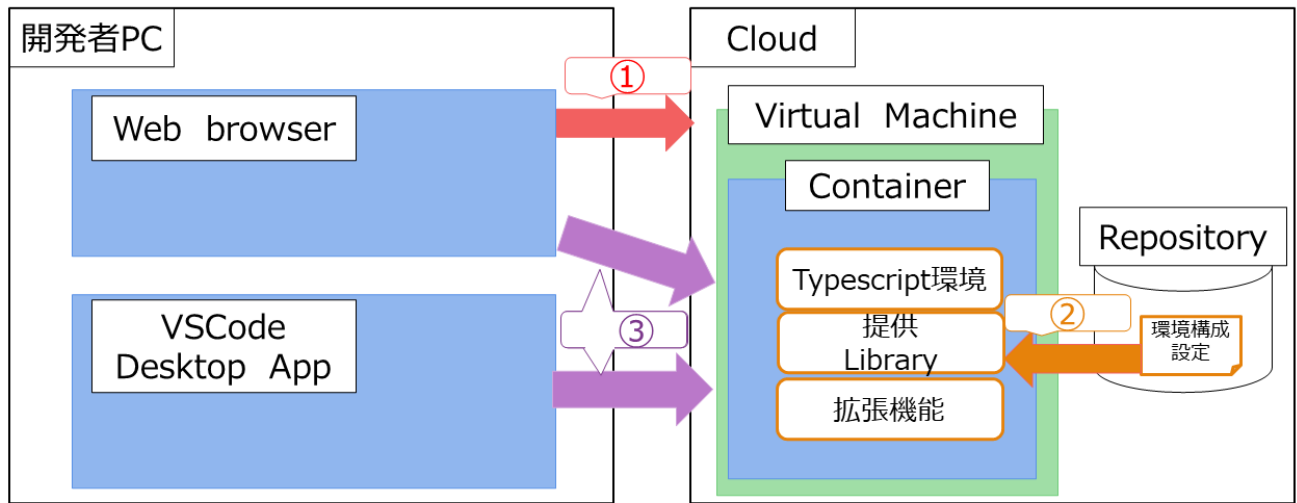 開発者PC
Cloud
①
Web browser
Virtual Machine
Container
Repository
Typescript環境
②
提供
Library
環境構成
設定
VSCode
Desktop App
③
拡張機能